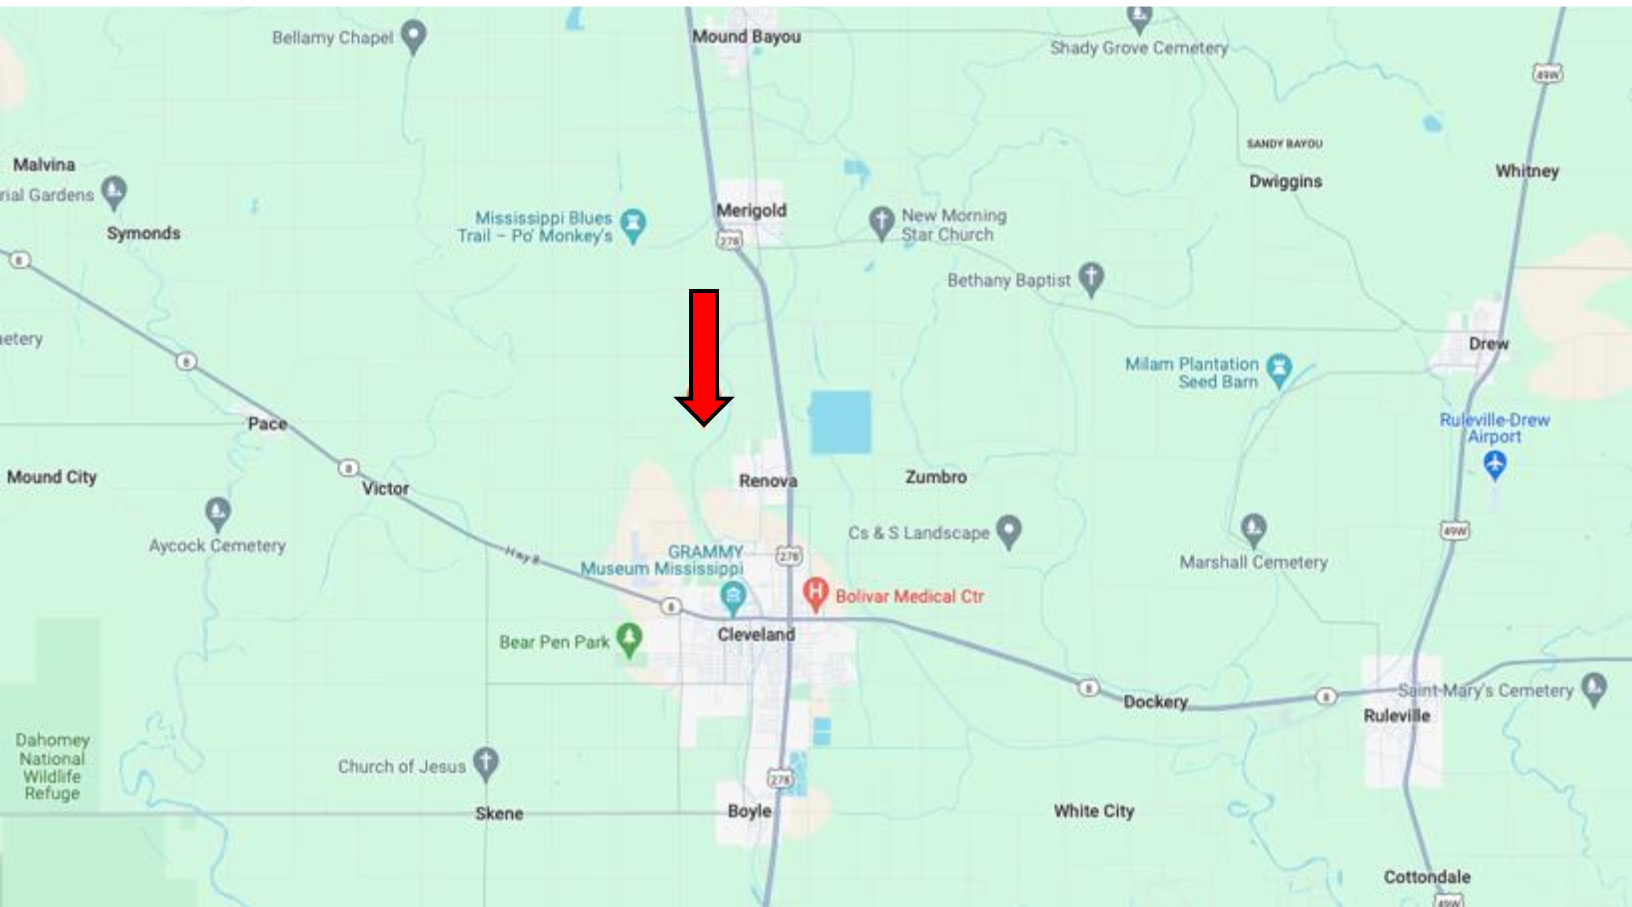 Bellamy Chapel
Mound Bayou
Shady Grove Cemetery
49W
SANDY BAYOU
Malvina
Dwiggins
Whitney
rial Gardens
Symonds
Mississippi Blues
Trail – Po' Monkey's
Merigold
278
New Morning
Star Church
8
Bethany Baptist
etery
Drew
8
Milam Plantation
Seed Barn
Pace
Ruleville-Drew
Airport
Mound City
8
Victor
Renova
Zumbro
Aycock Cemetery
Hwy 8
GRAMMY
Museum Mississippi
278
Cs & S Landscape
Marshall Cemetery
49W
8
H
Bolivar Medical Ctr
Bear Pen Park
Cleveland
8
Dockery
8
Saint Mary's Cemetery
Ruleville
Dahomey
National
Wildlife
Refuge
Church of Jesus
278
Skene
Boyle
White City
Cottondale
49W